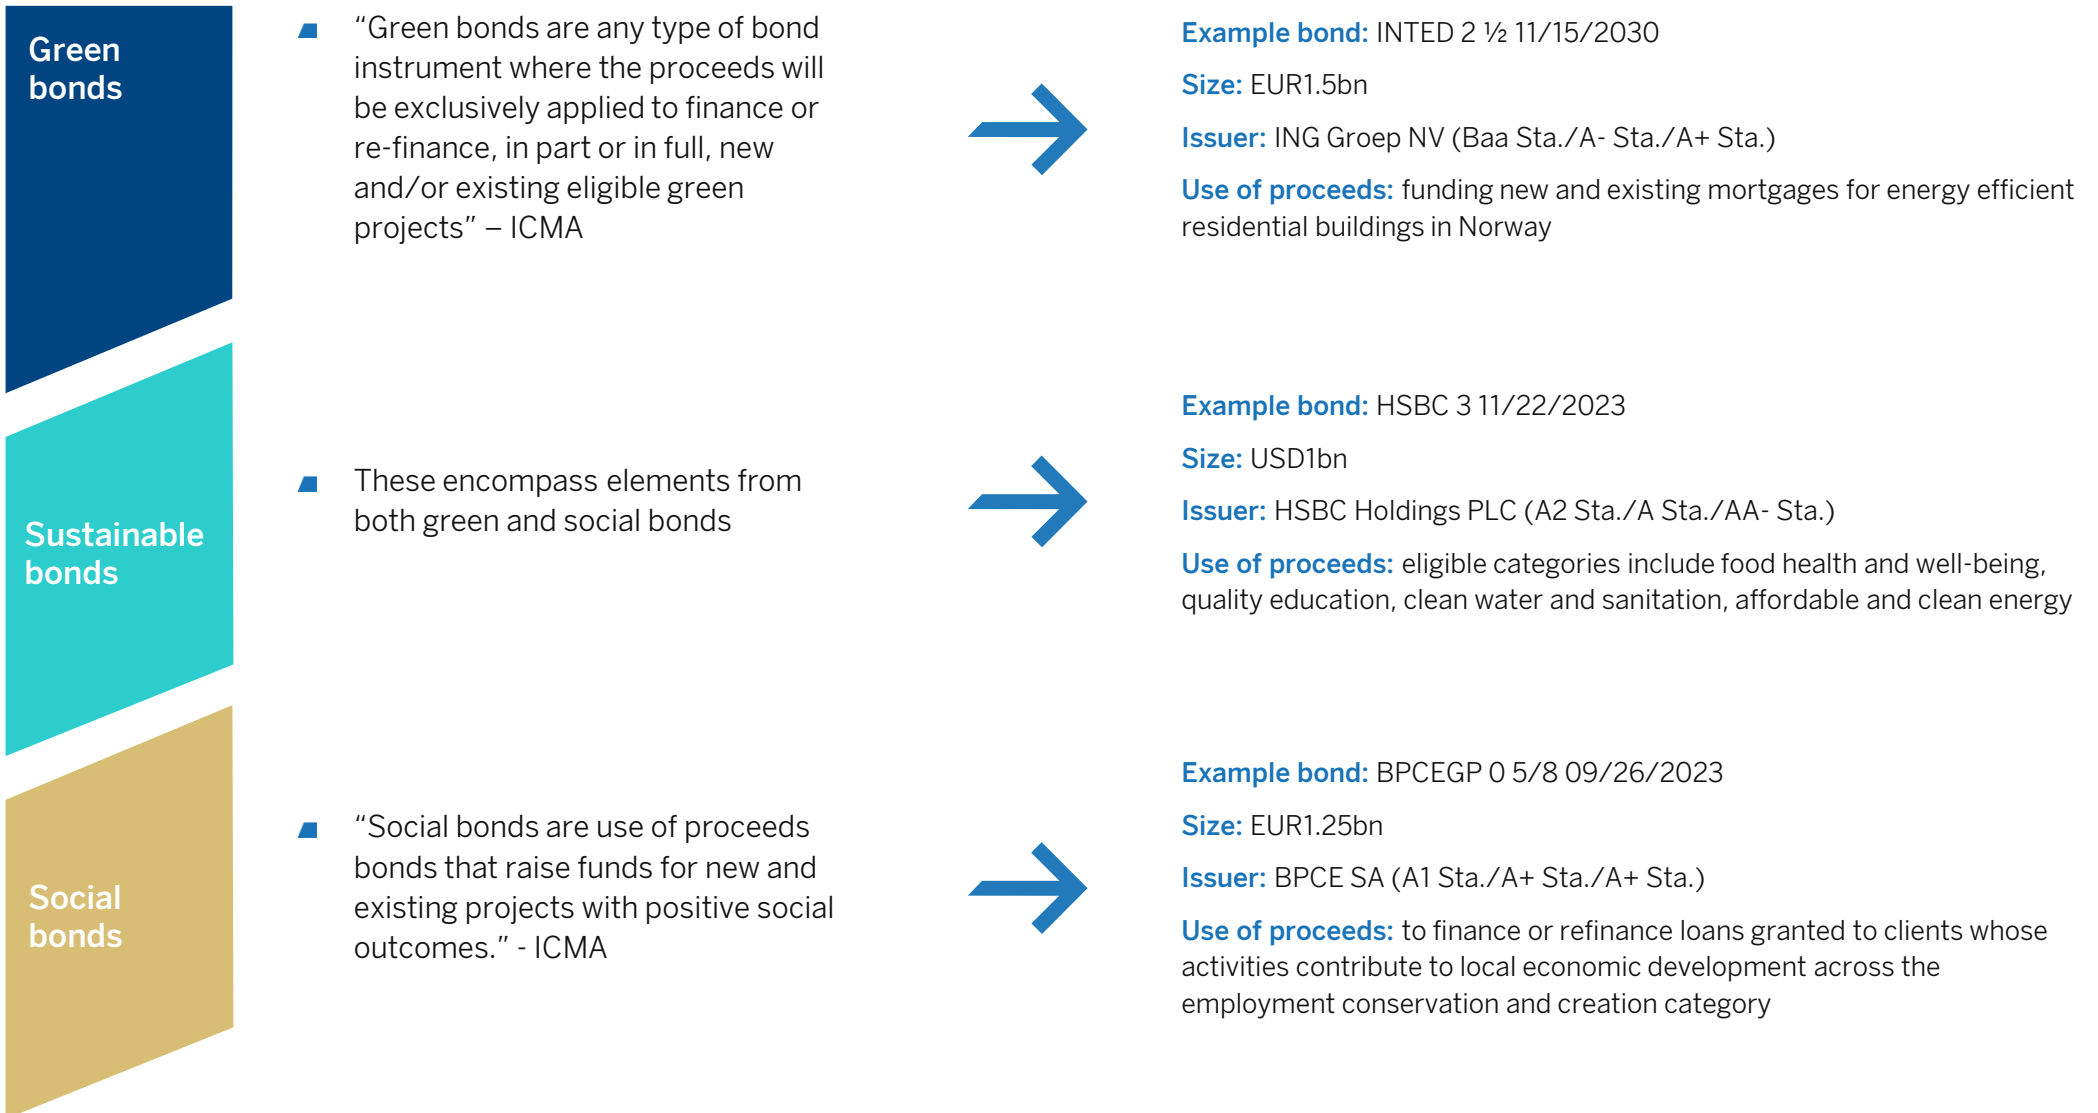 Green
bonds
“Green bonds are any type of bond
instrument where the proceeds will
be exclusively applied to finance or
re-finance, in part or in full, new
and/or existing eligible green
projects” – ICMA
Example bond: INTED 2 ½ 11/15/2030
Size: EUR1.5bn
Issuer: ING Groep NV (Baa Sta./A- Sta./A+ Sta.)
Use of proceeds: funding new and existing mortgages for energy efficient
residential buildings in Norway
Sustainable
bonds
These encompass elements from
both green and social bonds
Example bond: HSBC 3 11/22/2023
Size: USD1bn
Issuer: HSBC Holdings PLC (A2 Sta./A Sta./AA- Sta.)
Use of proceeds: eligible categories include food health and well-being,
quality education, clean water and sanitation, affordable and clean energy
Social
bonds
“Social bonds are use of proceeds
bonds that raise funds for new and
existing projects with positive social
outcomes.” - ICMA
Example bond: BPCEGP 0 5/8 09/26/2023
Size: EUR1.25bn
Issuer: BPCE SA (A1 Sta./A+ Sta./A+ Sta.)
Use of proceeds: to finance or refinance loans granted to clients whose
activities contribute to local economic development across the
employment conservation and creation category